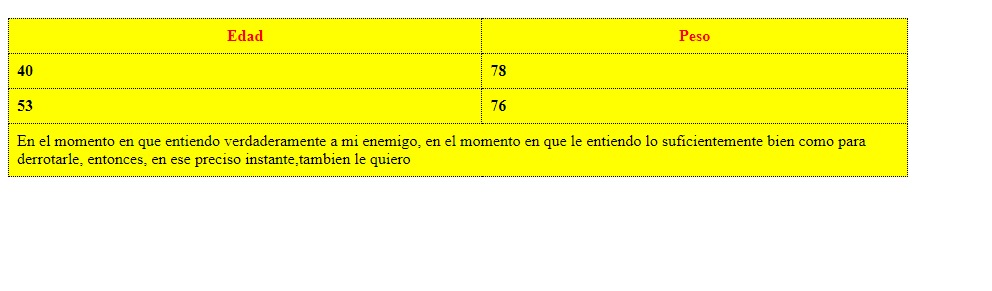 Edad Peso
40 78
53 76
En el momento en que entiendo verdaderamente a mi enemigo, en el momento en que le entiendo lo suficientemente bien como para
derrotarle, entonces, en ese preciso instante,tambien le quiero